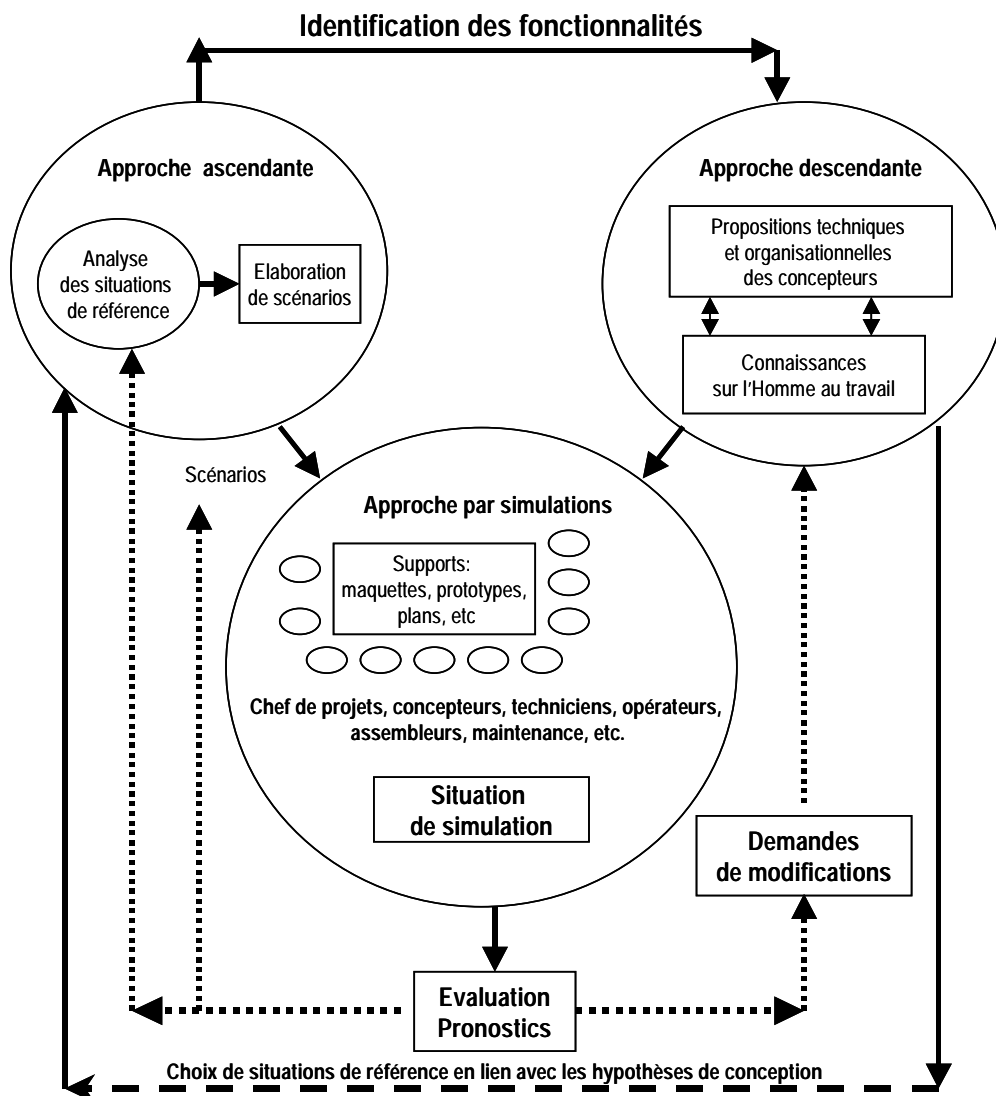 Identification des fonctionnalités
Approche ascendante
Analyse
des situations
de référence
Elaboration
de scénarios
Approche descendante
Propositions techniques
et organisationnelles
des concepteurs
Connaissances
sur l'Homme au travail
Scénarios
Approche par simulations
Supports:
maquettes, prototypes,
plans, etc
Chef de projets, concepteurs, techniciens, opérateurs,
assembleurs, maintenance, etc.
Situation
de simulation
Demandes
de modifications
Evaluation
Pronostics
Choix de situations de référence en lien avec les hypothèses de conception